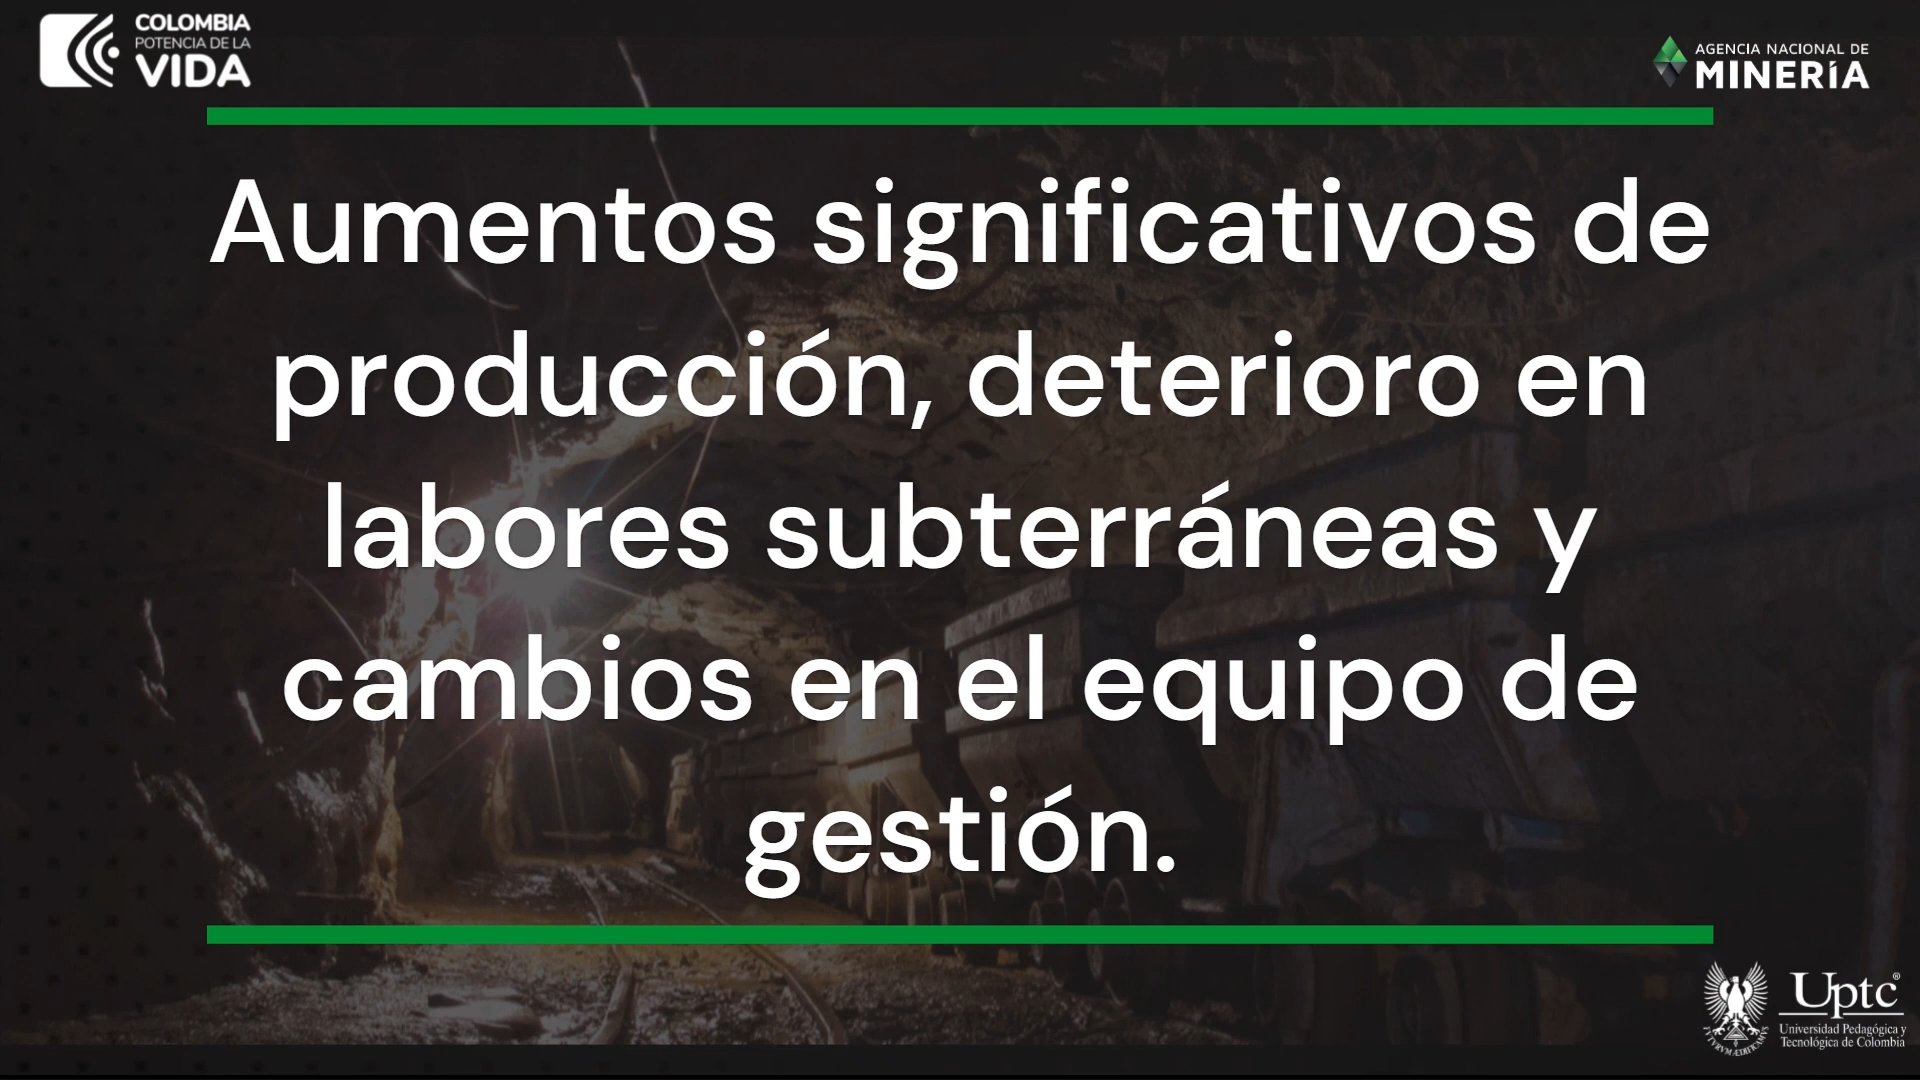 COLOMBIA
POTENCIA DE LA
VIDA
AGENCIA NACIONAL DE
MINERÍA
Aumentos significativos de
producción, deterioro en
labores subterráneas y
cambios en el equipo de
gestión.
Uptc®
Universidad Pedagógica y
Tecnológica de Colombia